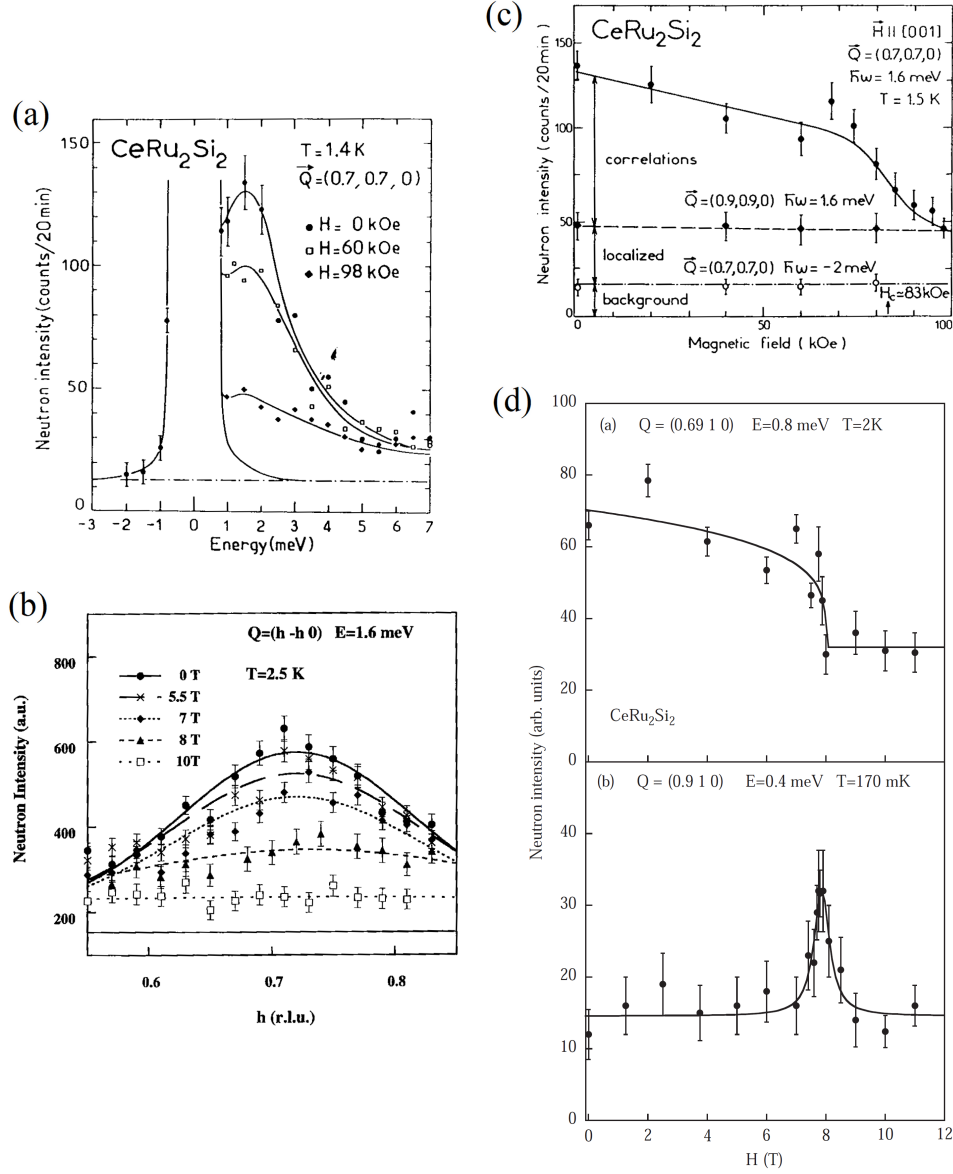 (a)
CeRu2Si2
T=1.4 K
Q=(0.7, 0.7, 0)
H= 0 kOe
H=60 kOe
H=98 kOe
Neutron intensity (counts/20min)
150
100
50
0
-3 -2 -1 0 1 2 3 4 5 6 7
Energy(meV)
(b)
Q=(h -h 0) E=1.6 meV
T=2.5 K
0 T
5.5 T
7 T
8 T
10T
Neutron Intensity (a.u.)
800
600
400
200
0.6 0.7 0.8
h (r.l.u.)
(c)
CeRu2Si2
H || [001]
Q=(0.7,0.7,0)
ħω=1.6 meV
T=1.5 K
correlations
Q=(0.9,0.9,0) ħω=1.6 meV
localized
Q=(0.7,0.7,0) ħω=-2 meV
background
Hc=83kOe
Neutron intensity (counts/20min)
150
100
50
0
0 50 100
Magnetic field (kOe)
(d)
(a) Q = (0.69 1 0) E=0.8 meV T=2K
CeRu2Si2
100
80
60
40
20
0
(b) Q = (0.9 1 0) E=0.4 meV T=170 mK
40
30
20
10
0
Neutron intensity (arb. units)
0 2 4 6 8 10 12
H (T)